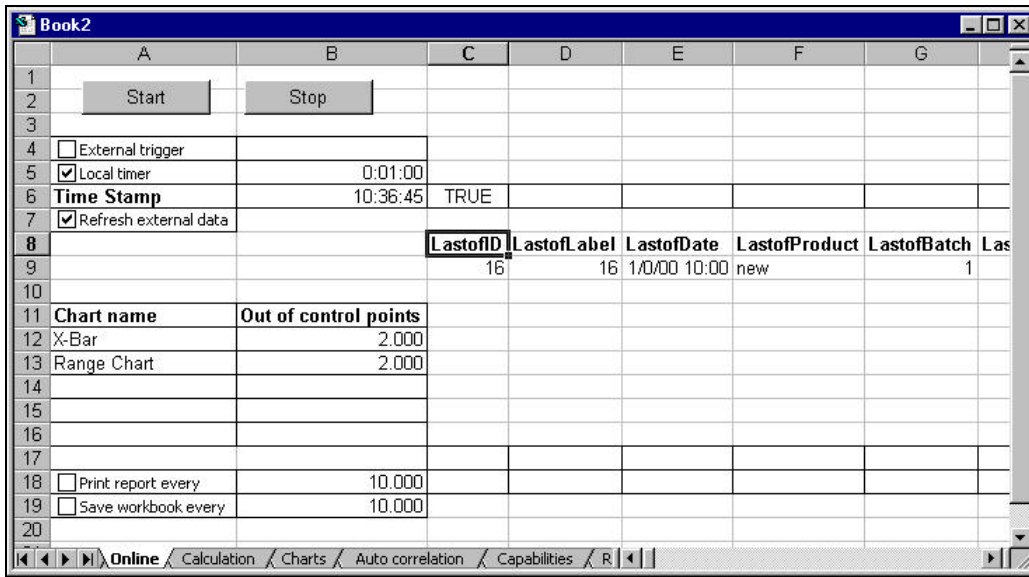 Book2
A B C D E F G
1
2 Start Stop
3
4 External trigger
5 Local timer 0:01:00
6 Time Stamp 10:36:45 TRUE
7 Refresh external data
8 LastofID LastofLabel LastofDate LastofProduct LastofBatch Las
9 16 16 1/0/00 10:00 new 1
10
11 Chart name Out of control points
12 X-Bar 2.000
13 Range Chart 2.000
14
15
16
17
18 Print report every 10.000
19 Save workbook every 10.000
20
Online Calculation Charts Auto correlation Capabilities R